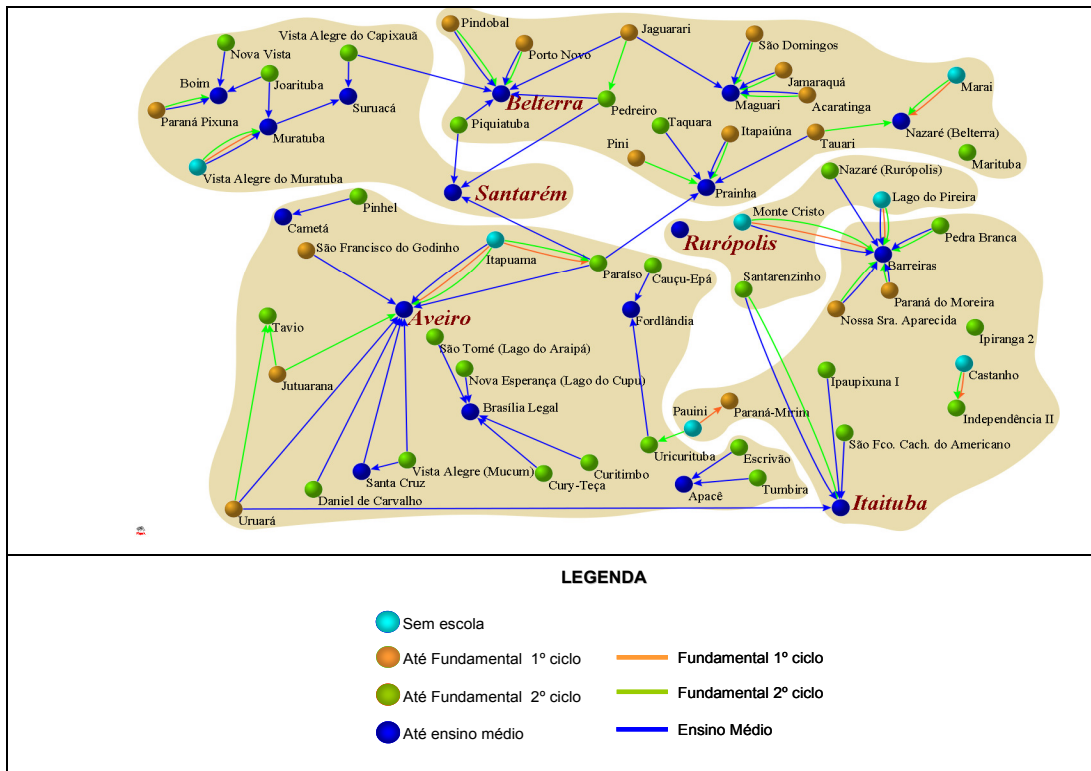 Pindobal
Jaguarari
São Domingos
Vista Alegre do Capixauã
Nova Vista
Porto Novo
Boim
Joarituba
Jamaraquá
Marai
Suruacá
Belterra
Maguari
Acaratinga
Paraná Pixuna
Pedreiro
Muratuba
Piquiatuba
Taquara
Itapaiúna
Tauari
Nazaré (Belterra)
Pini
Marituba
Vista Alegre do Muratuba
Nazaré (Rurópolis)
Santarém
Prainha
Pinhel
Lago do Pireira
Cametá
Monte Cristo
São Francisco do Godinho
Rurópolis
Pedra Branca
Itapuama
Barreiras
Paraíso
Cauçu-Epá
Santarenzinho
Paraná do Moreira
Aveiro
Fordlândia
Nossa Sra. Aparecida
Tavio
Ipiranga 2
São Tomé (Lago do Araipá)
Jutuarana
Nova Esperança (Lago do Cupu)
Ipaupixuna I
Castanho
Brasília Legal
Pauini
Paraná-Mirim
Independência II
Uricurituba
São Fco. Cach. do Americano
Escrivão
Vista Alegre (Mucum)
Curitimbo
Santa Cruz
Cury-Teça
Tumbira
Daniel de Carvalho
Apacê
Itaituba
Uruará
LEGENDA
Sem escola
Até Fundamental 1º ciclo
Fundamental 1º ciclo
Até Fundamental 2º ciclo
Fundamental 2º ciclo
Até ensino médio
Ensino Médio